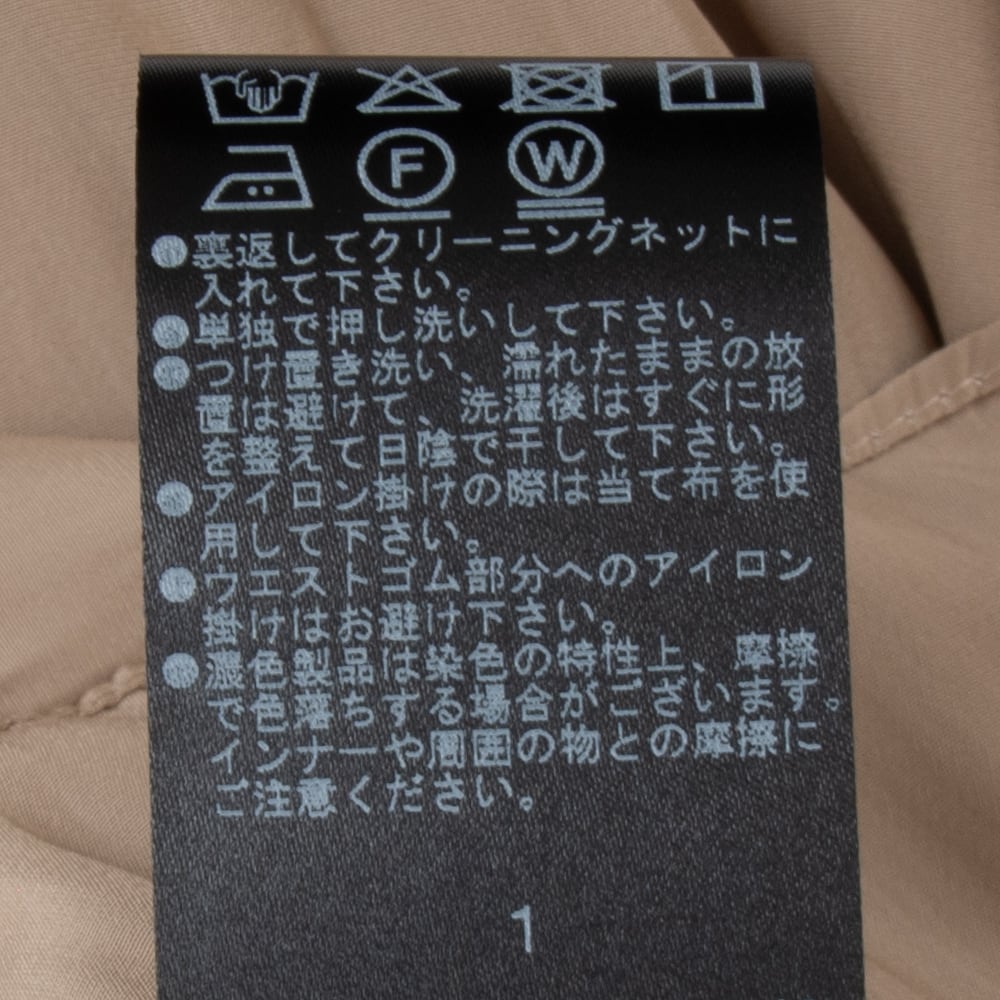 F W
●裏返してクリーニングネットに
入れて下さい。
●単独で押し洗いして下さい。
●つけ置き洗い、濡れたままの放
置は避けて、洗濯後はすぐに形
を整えて日陰で干して下さい。
●アイロン掛けの際は当て布を使
用して下さい。
●ウエストゴム部分へのアイロン
掛けはお避け下さい。
●濃色製品は染色の特性上、摩擦
で色落ちする場合がございます。
インナーや周囲の物との摩擦に
ご注意ください。
1